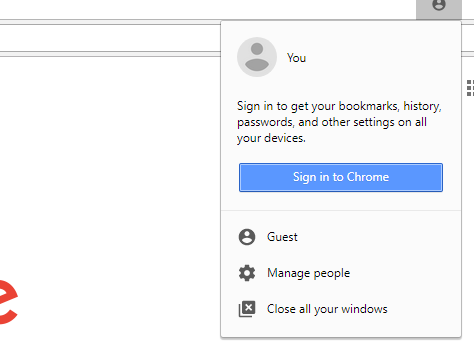 You
Sign in to get your bookmarks, history,
passwords, and other settings on all
your devices.
Sign in to Chrome
Guest
Manage people
Close all your windows
e